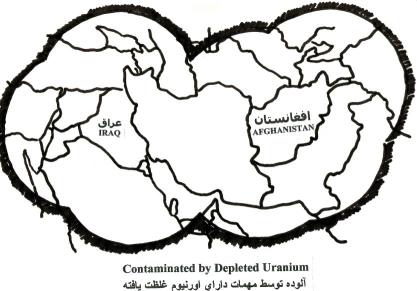 عراق
IRAQ
افغانستان
AFGHANISTAN
Contaminated by Depleted Uranium
آلوده توسط مهمات دارای اورنیوم غلظت یافته